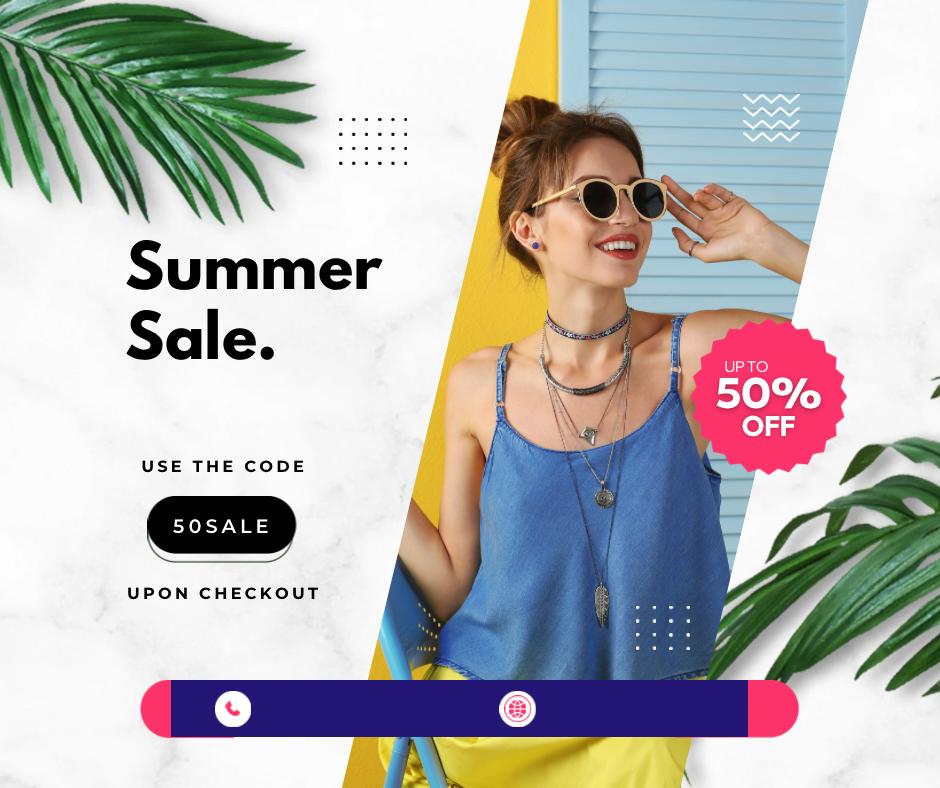 Summer
Sale.
USE THE CODE
50SALE
UPON CHECKOUT
UP TO
50%
OFF